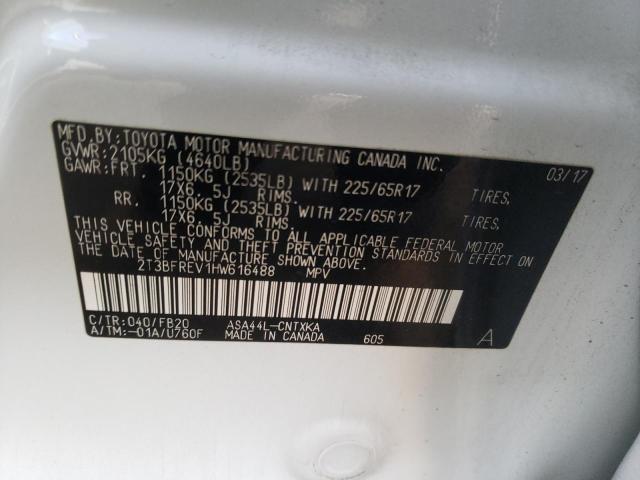 MFD.BY:TOYOTA MOTOR MANUFACTURING CANADA INC. 03/17
GVWR:2105KG (4640LB)
GAWR:FRT. 1150KG (2535LB) WITH 225/65R17 TIRES.
17X6.5J RIMS.
RR. 1150KG (2535LB) WITH 225/65R17 TIRES.
17X6.5J RIMS.
THIS VEHICLE CONFORMS TO ALL APPLICABLE FEDERAL MOTOR
VEHICLE SAFETY AND THEFT PREVENTION STANDARDS IN EFFECT ON
THE DATE OF MANUFACTURE SHOWN ABOVE.
2T3BFREV1HW616488 MPV
C/TR:040/FB20 ASA44L-CNTXKA
A/TM:-01A/U760F MADE IN CANADA 605 A